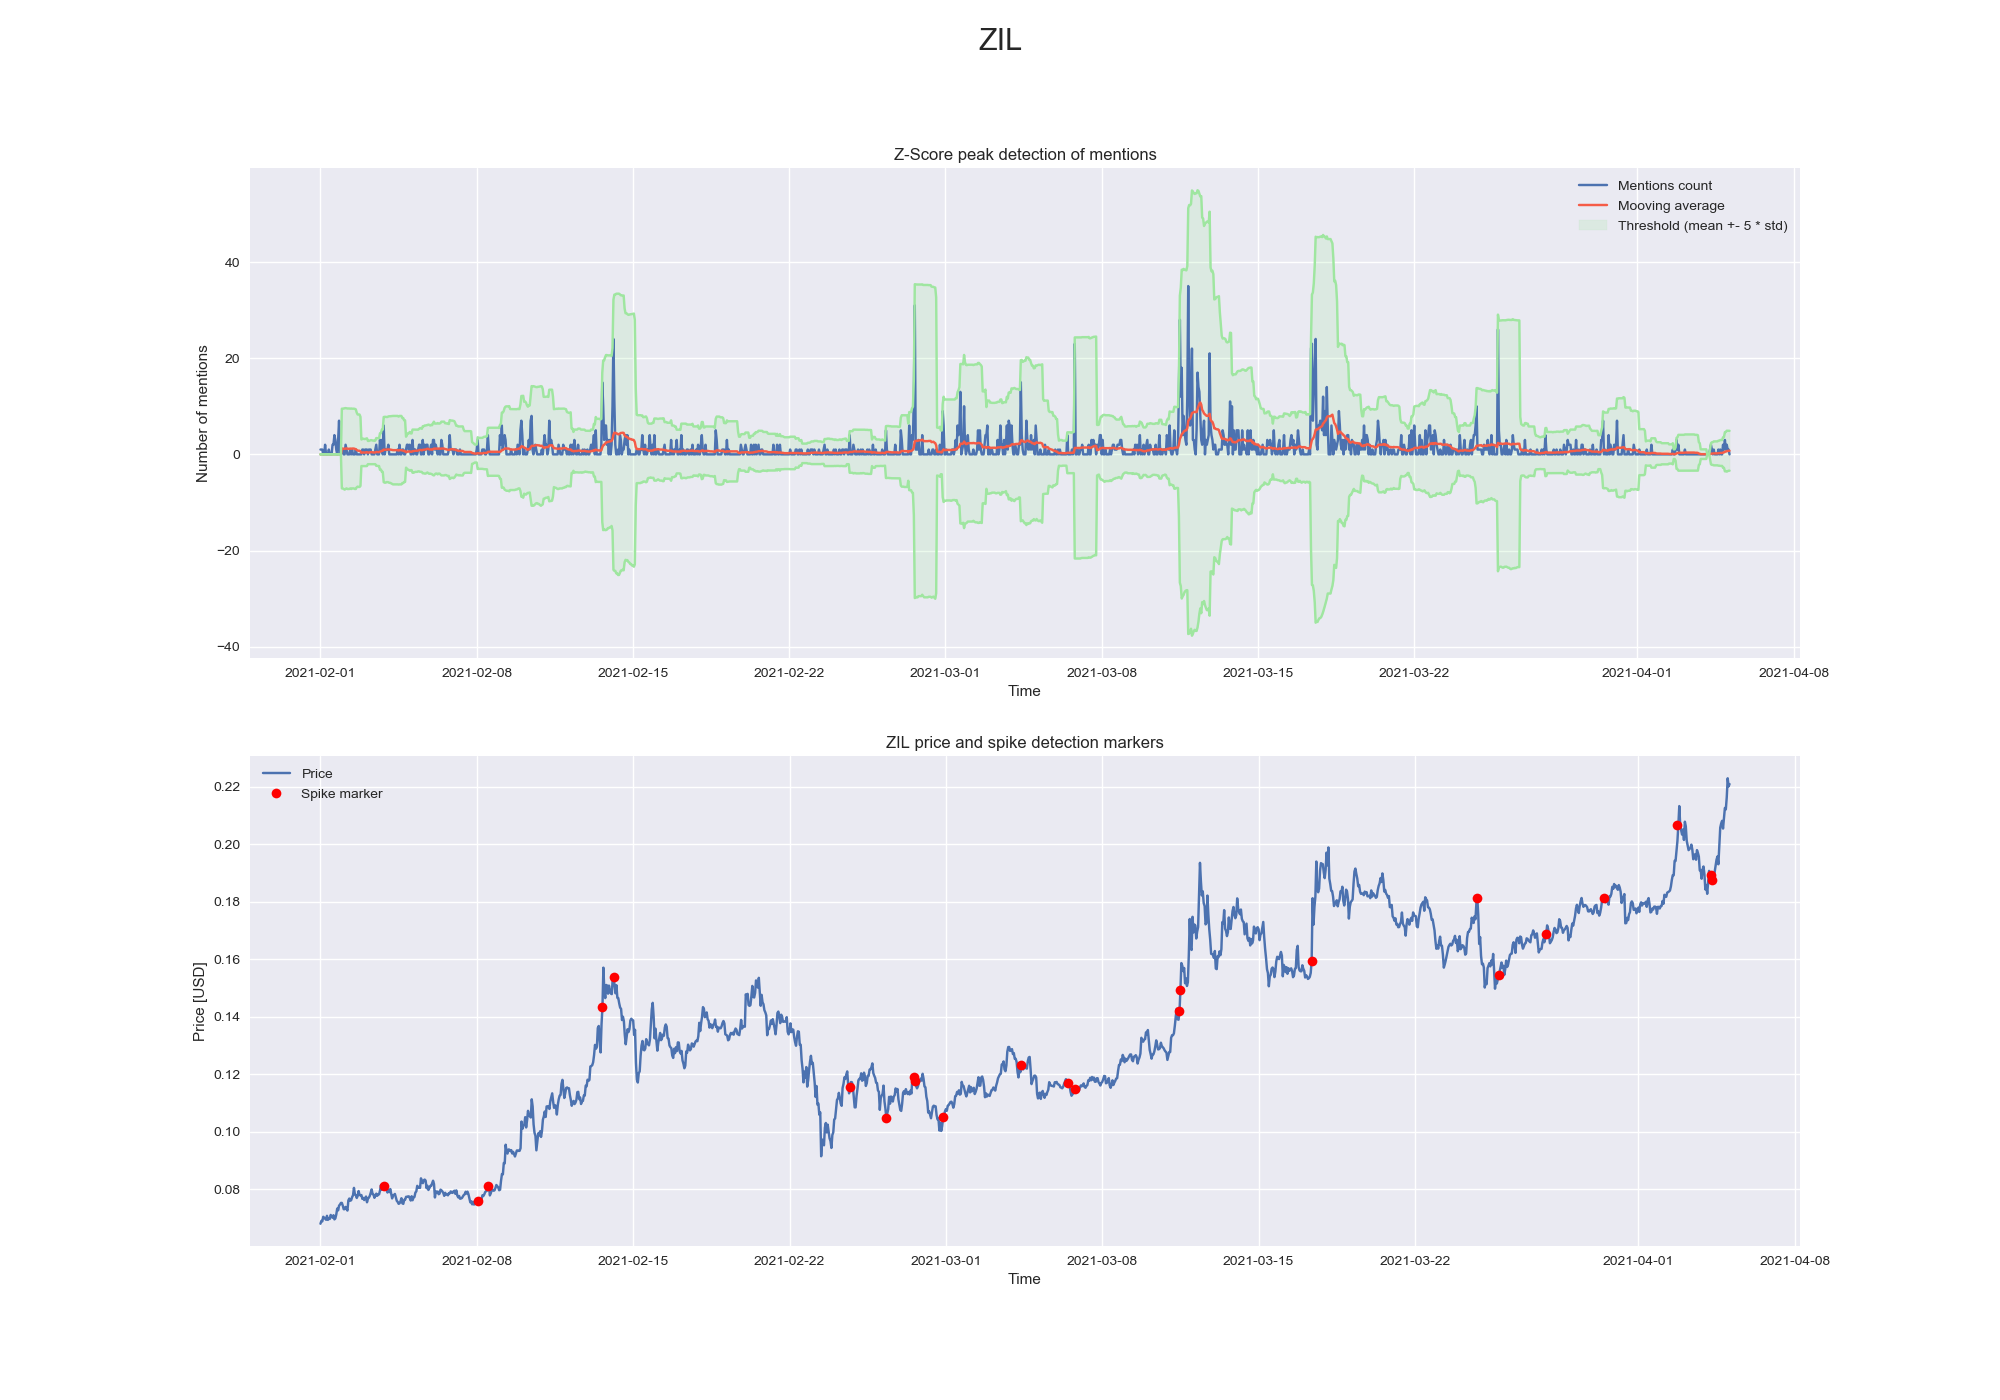 ZIL
Z-Score peak detection of mentions
Mentions count
Mooving average
Threshold (mean +- 5 * std)
Number of mentions
40
20
0
−20
−40
2021-02-01 2021-02-08 2021-02-15 2021-02-22 2021-03-01 2021-03-08 2021-03-15 2021-03-22 2021-04-01 2021-04-08
Time
ZIL price and spike detection markers
Price
Spike marker
Price [USD]
0.22
0.20
0.18
0.16
0.14
0.12
0.10
0.08
2021-02-01 2021-02-08 2021-02-15 2021-02-22 2021-03-01 2021-03-08 2021-03-15 2021-03-22 2021-04-01 2021-04-08
Time